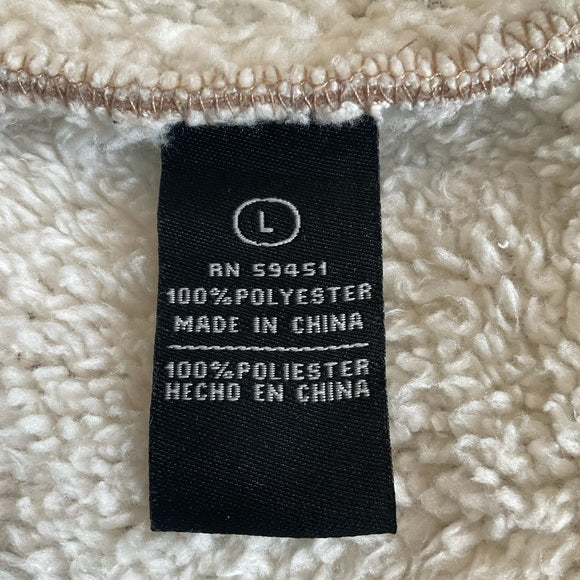 L
RN 59451
100%POLYESTER
MADE IN CHINA
100%POLIESTER
HECHO EN CHINA